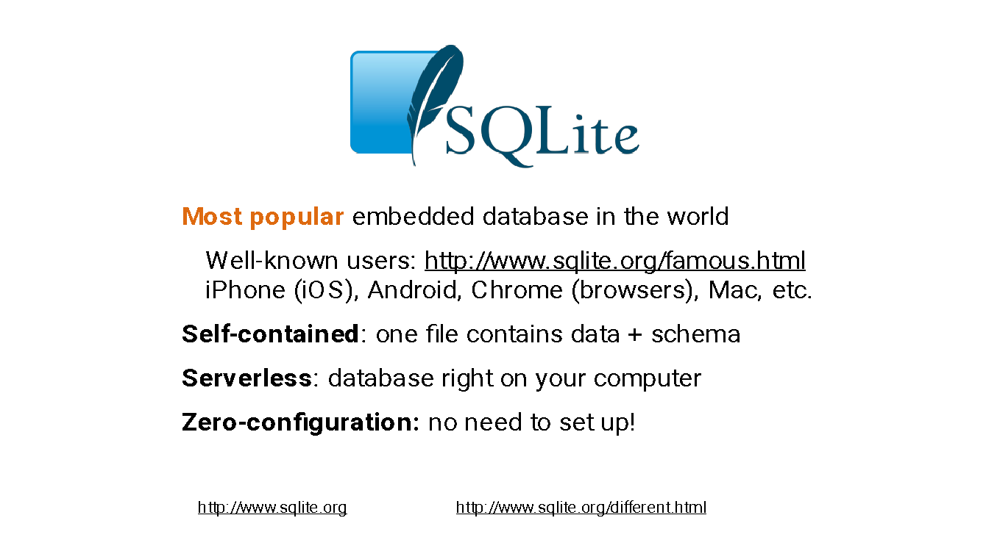 SQLite
Most popular embedded database in the world
Well-known users: http://www.sqlite.org/famous.html
iPhone (iOS), Android, Chrome (browsers), Mac, etc.
Self-contained: one file contains data + schema
Serverless: database right on your computer
Zero-configuration: no need to set up!
http://www.sqlite.org http://www.sqlite.org/different.html